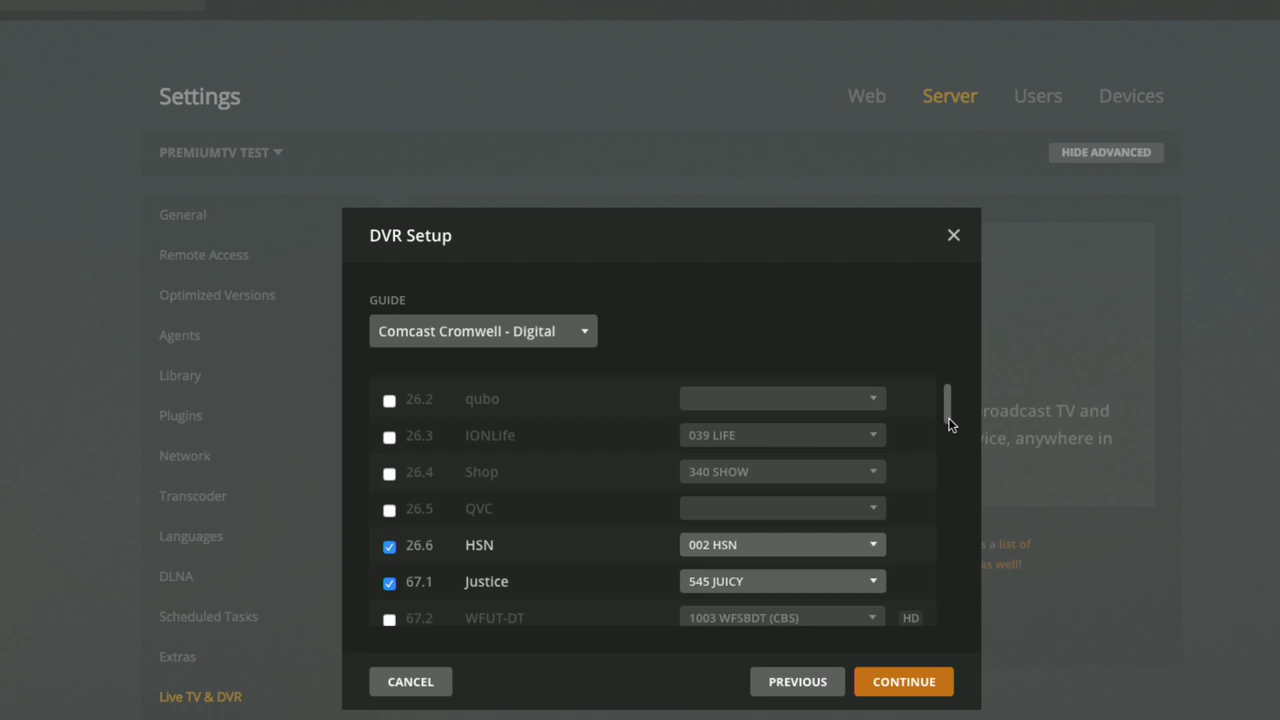 Settings
Web Server Users Devices
PREMIUMTV TEST
HIDE ADVANCED
General
Remote Access
Optimized Versions
Agents
Library
Plugins
Network
Transcoder
Languages
DLNA
Scheduled Tasks
Extras
Live TV & DVR
DVR Setup
GUIDE
Comcast Cromwell - Digital
26.2 qubo
26.3 IONLife 039 LIFE
26.4 Shop 340 SHOW
26.5 QVC
26.6 HSN 002 HSN
67.1 Justice 545 JUICY
67.2 WFUT-DT 1003 WFSBDT (CBS) HD
CANCEL PREVIOUS CONTINUE
roadcast TV and
vice, anywhere in
s a list of
as well!